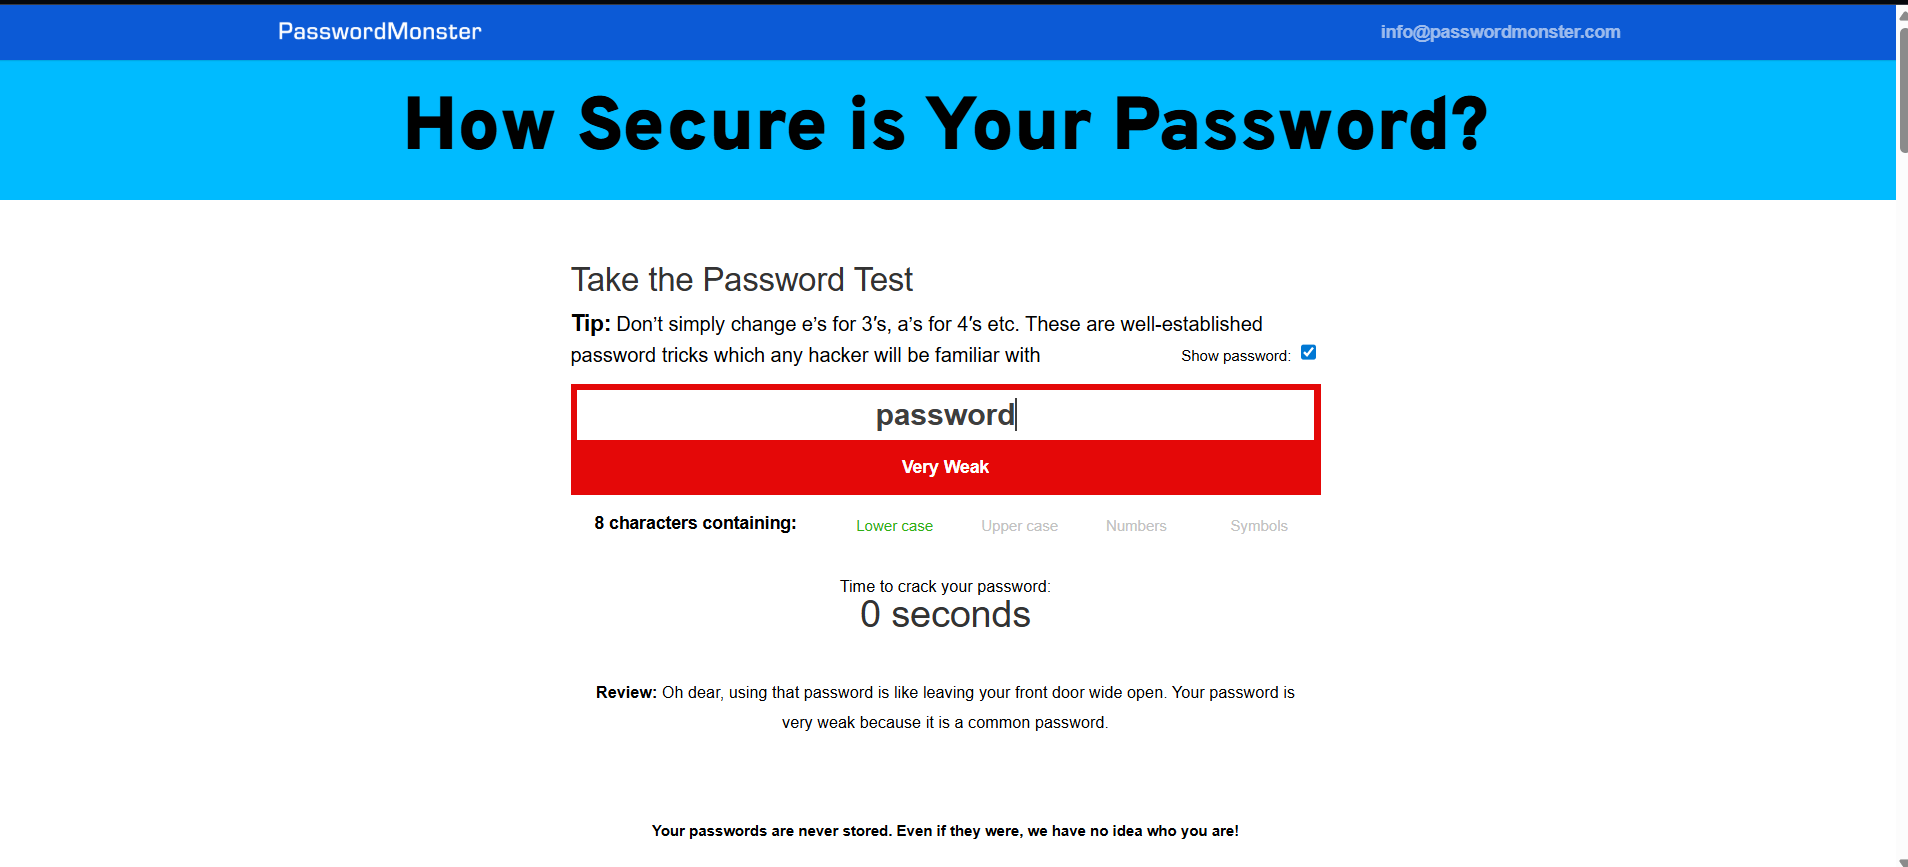 PasswordMonster
info@passwordmonster.com
How Secure is Your Password?
Take the Password Test
Tip: Don’t simply change e’s for 3′s, a’s for 4′s etc. These are well-established
password tricks which any hacker will be familiar with
Show password:
password
Very Weak
8 characters containing:
Lower case
Upper case
Numbers
Symbols
Time to crack your password:
0 seconds
Review: Oh dear, using that password is like leaving your front door wide open. Your password is
very weak because it is a common password.
Your passwords are never stored. Even if they were, we have no idea who you are!